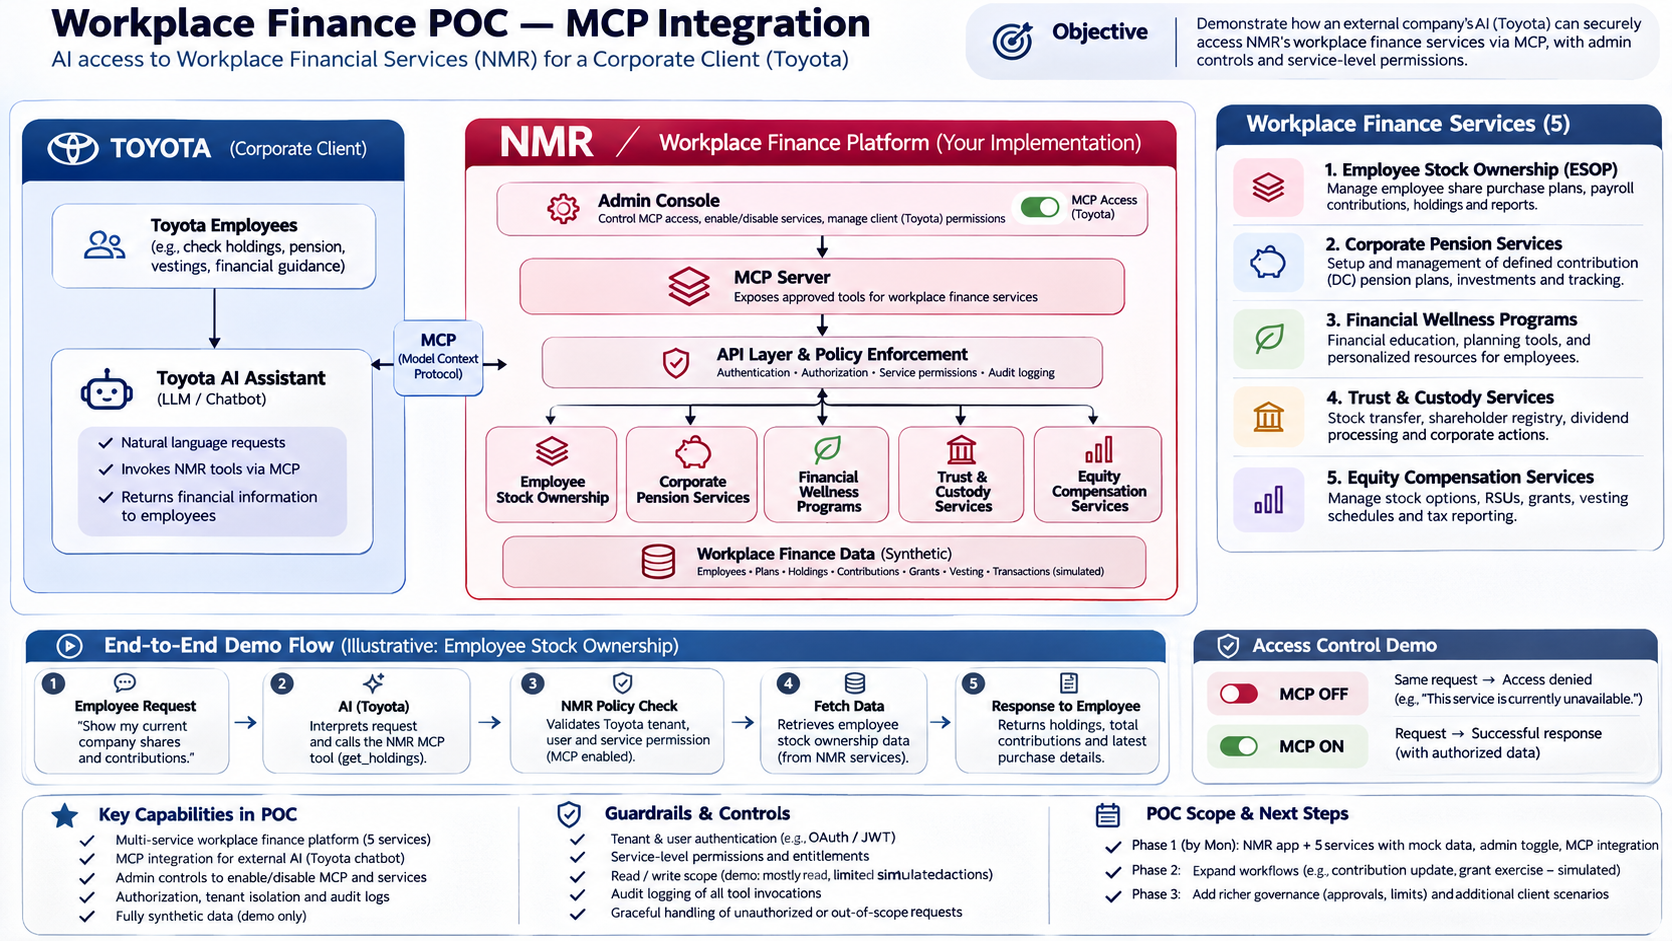 Workplace Finance POC — MCP Integration
AI access to Workplace Financial Services (NMR) for a Corporate Client (Toyota)
Objective
Demonstrate how an external company's AI (Toyota) can securely
access NMR's workplace finance services via MCP, with admin
controls and service-level permissions.
TOYOTA (Corporate Client)
Toyota Employees
(e.g., check holdings, pension,
vestings, financial guidance)
Toyota AI Assistant
(LLM / Chatbot)
Natural language requests
Invokes NMR tools via MCP
Returns financial information
to employees
MCP
(Model Context
Protocol)
NMR / Workplace Finance Platform (Your Implementation)
Admin Console
Control MCP access, enable/disable services, manage client (Toyota) permissions
MCP Access
(Toyota)
MCP Server
Exposes approved tools for workplace finance services
API Layer & Policy Enforcement
Authentication • Authorization • Service permissions • Audit logging
Employee
Stock Ownership
Corporate
Pension Services
Financial
Wellness
Programs
Trust &
Custody
Services
Equity
Compensation
Services
Workplace Finance Data (Synthetic)
Employees • Plans • Holdings • Contributions • Grants • Vesting • Transactions (simulated)
Workplace Finance Services (5)
1. Employee Stock Ownership (ESOP)
Manage employee share purchase plans, payroll
contributions, holdings and reports.
2. Corporate Pension Services
Setup and management of defined contribution
(DC) pension plans, investments and tracking.
3. Financial Wellness Programs
Financial education, planning tools, and
personalized resources for employees.
4. Trust & Custody Services
Stock transfer, shareholder registry, dividend
processing and corporate actions.
5. Equity Compensation Services
Manage stock options, RSUs, grants, vesting
schedules and tax reporting.
End-to-End Demo Flow (Illustrative: Employee Stock Ownership)
1
Employee Request
"Show my current
company shares
and contributions."
2
AI (Toyota)
Interprets request
and calls the NMR MCP
tool (get_holdings).
3
NMR Policy Check
Validates Toyota tenant,
user and service permission
(MCP enabled).
4
Fetch Data
Retrieves employee
stock ownership data
(from NMR services).
5
Response to Employee
Returns holdings, total
contributions and latest
purchase details.
Access Control Demo
MCP OFF
Same request → Access denied
(e.g., "This service is currently unavailable.")
MCP ON
Request → Successful response
(with authorized data)
Key Capabilities in POC
Multi-service workplace finance platform (5 services)
MCP integration for external AI (Toyota chatbot)
Admin controls to enable/disable MCP and services
Authorization, tenant isolation and audit logs
Fully synthetic data (demo only)
Guardrails & Controls
Tenant & user authentication (e.g., OAuth / JWT)
Service-level permissions and entitlements
Read / write scope (demo: mostly read, limited simulated actions)
Audit logging of all tool invocations
Graceful handling of unauthorized or out-of-scope requests
POC Scope & Next Steps
Phase 1 (by Mon): NMR app + 5 services with mock data, admin toggle, MCP integration
Phase 2: Expand workflows (e.g., contribution update, grant exercise – simulated)
Phase 3: Add richer governance (approvals, limits) and additional client scenarios